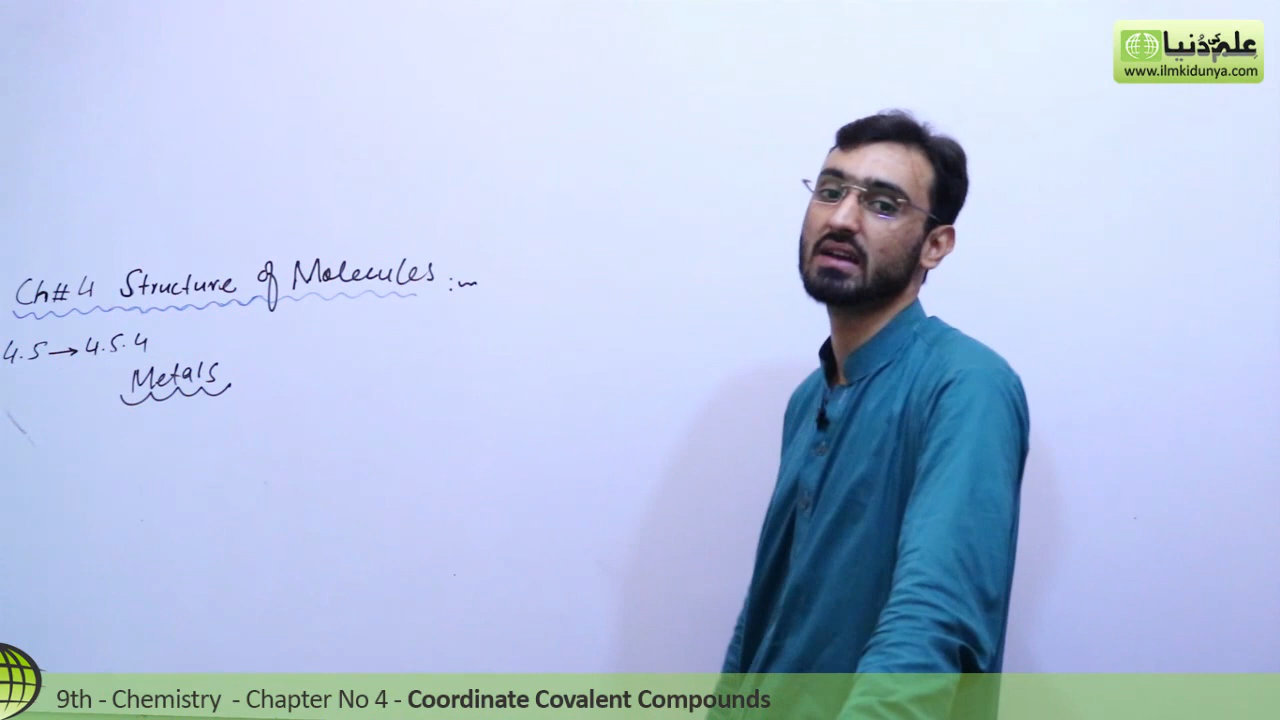 علم کی دُنیا
www.ilmkidunya.com
Ch#4 Structure of Molecules :~
4.5→4.5.4
Metals
9th - Chemistry - Chapter No 4 - Coordinate Covalent Compounds